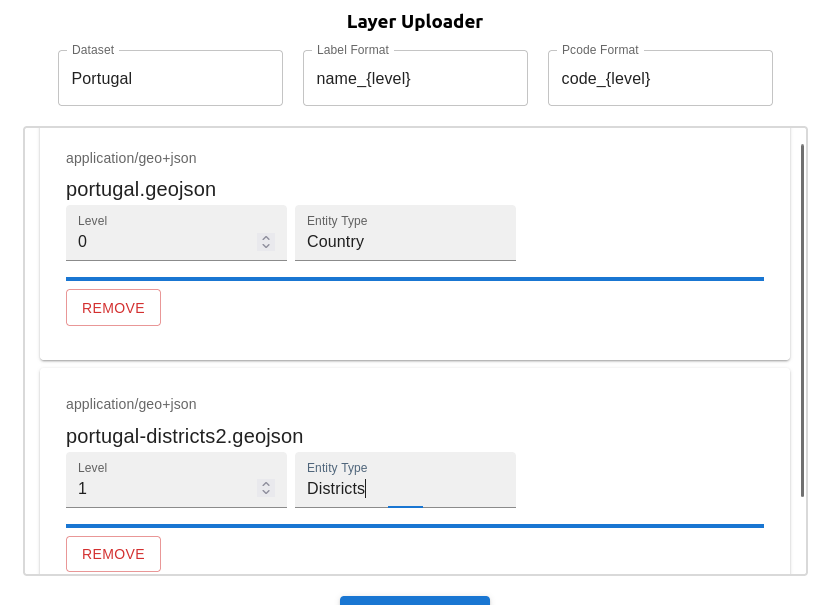 Layer Uploader
Dataset
Portugal
Label Format
name_{level}
Pcode Format
code_{level}
application/geo+json
portugal.geojson
Level
0
Entity Type
Country
REMOVE
application/geo+json
portugal-districts2.geojson
Level
1
Entity Type
Districts
REMOVE